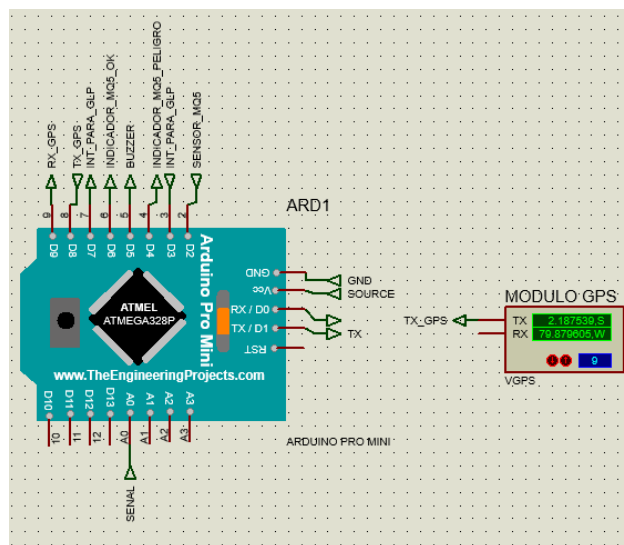 RX_GPS
TX_GPS
INT_PARA_GLP
INDICADOR_MQ5_OK
BUZZER
INDICADOR_MQ5_PELIGRO
INT_PARA_GLP
SENSOR_MQ5
9
8
7
6
5
4
3
2
D9
D8
D7
D6
D5
D4
D3
D2
ARD1
Arduino Pro Mini
ATMEL
ATMEGA328P
GND
Vcc
RX / D0
TX / D1
RST
GND
SOURCE
TX
www.TheEngineeringProjects.com
D10
D11
D12
D13
A0
A1
A2
A3
10
11
12
A0
A1
A2
A3
ARDUINO PRO MINI
SENAL
MODULO GPS
TX_GPS
TX
2.187539,S
RX
79.879605,W
9
VGPS